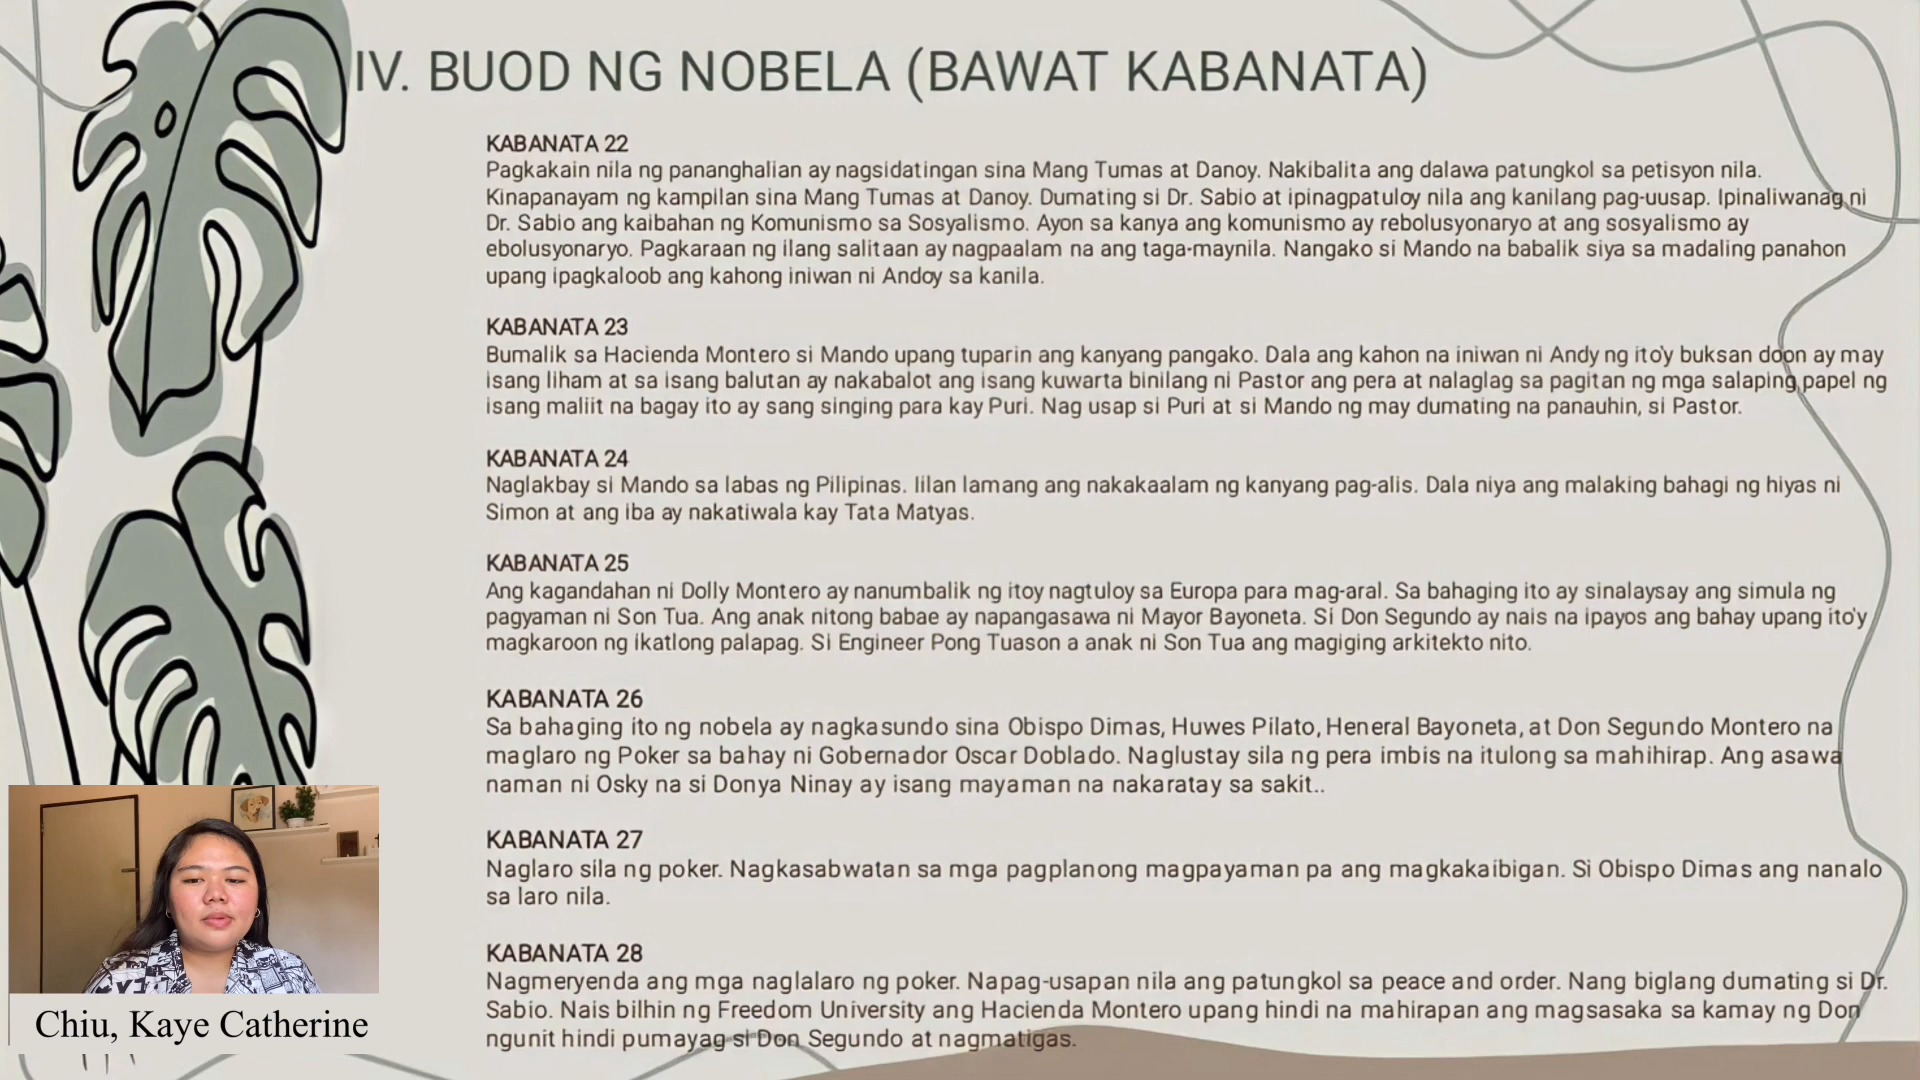 IV. BUOD NG NOBELA (BAWAT KABANATA)
KABANATA 22
Pagkakain nila ng pananghalian ay nagsidatingan sina Mang Tumas at Danoy. Nakibalita ang dalawa patungkol sa petisyon nila.
Kinapanayam ng kampilan sina Mang Tumas at Danoy. Dumating si Dr. Sabio at ipinagpatuloy nila ang kanilang pag-uusap. Ipinaliwanag ni
Dr. Sabio ang kaibahan ng Komunismo sa Sosyalismo. Ayon sa kanya ang komunismo ay rebolusyonaryo at ang sosyalismo ay
ebolusyonaryo. Pagkaraan ng ilang salitaan ay nagpaalam na ang taga-maynila. Nangako si Mando na babalik siya sa madaling panahon
upang ipagkaloob ang kahong iniwan ni Andoy sa kanila.
KABANATA 23
Bumalik sa Hacienda Montero si Mando upang tuparin ang kanyang pangako. Dala ang kahon na iniwan ni Andy ng ito'y buksan doon ay may
isang liham at sa isang balutan ay nakabalot ang isang kuwarta binilang ni Pastor ang pera at nalaglag sa pagitan ng mga salaping papel ng
isang maliit na bagay ito ay sang singing para kay Puri. Nag usap si Puri at si Mando ng may dumating na panauhin, si Pastor.
KABANATA 24
Naglakbay si Mando sa labas ng Pilipinas. Iilan lamang ang nakakaalam ng kanyang pag-alis. Dala niya ang malaking bahagi ng hiyas ni
Simon at ang iba ay nakatiwala kay Tata Matyas.
KABANATA 25
Ang kagandahan ni Dolly Montero ay nanumbalik ng itoy nagtuloy sa Europa para mag-aral. Sa bahaging ito ay sinalaysay ang simula ng
pagyaman ni Son Tua. Ang anak nitong babae ay napangasawa ni Mayor Bayoneta. Si Don Segundo ay nais na ipayos ang bahay upang ito'y
magkaroon ng ikatlong palapag. Si Engineer Pong Tuason a anak ni Son Tua ang magiging arkitekto nito.
KABANATA 26
Sa bahaging ito ng nobela ay nagkasundo sina Obispo Dimas, Huwes Pilato, Heneral Bayoneta, at Don Segundo Montero na
maglaro ng Poker sa bahay ni Gobernador Oscar Doblado. Naglustay sila ng pera imbis na itulong sa mahihirap. Ang asawa
naman ni Osky na si Donya Ninay ay isang mayaman na nakaratay sa sakit..
KABANATA 27
Naglaro sila ng poker. Nagkasabwatan sa mga pagplanong magpayaman pa ang magkakaibigan. Si Obispo Dimas ang nanalo
sa laro nila.
KABANATA 28
Nagmeryenda ang mga naglalaro ng poker. Napag-usapan nila ang patungkol sa peace and order. Nang biglang dumating si Dr.
Sabio. Nais bilhin ng Freedom University ang Hacienda Montero upang hindi na mahirapan ang magsasaka sa kamay ng Don
ngunit hindi pumayag si Don Segundo at nagmatigas.
Chiu, Kaye Catherine